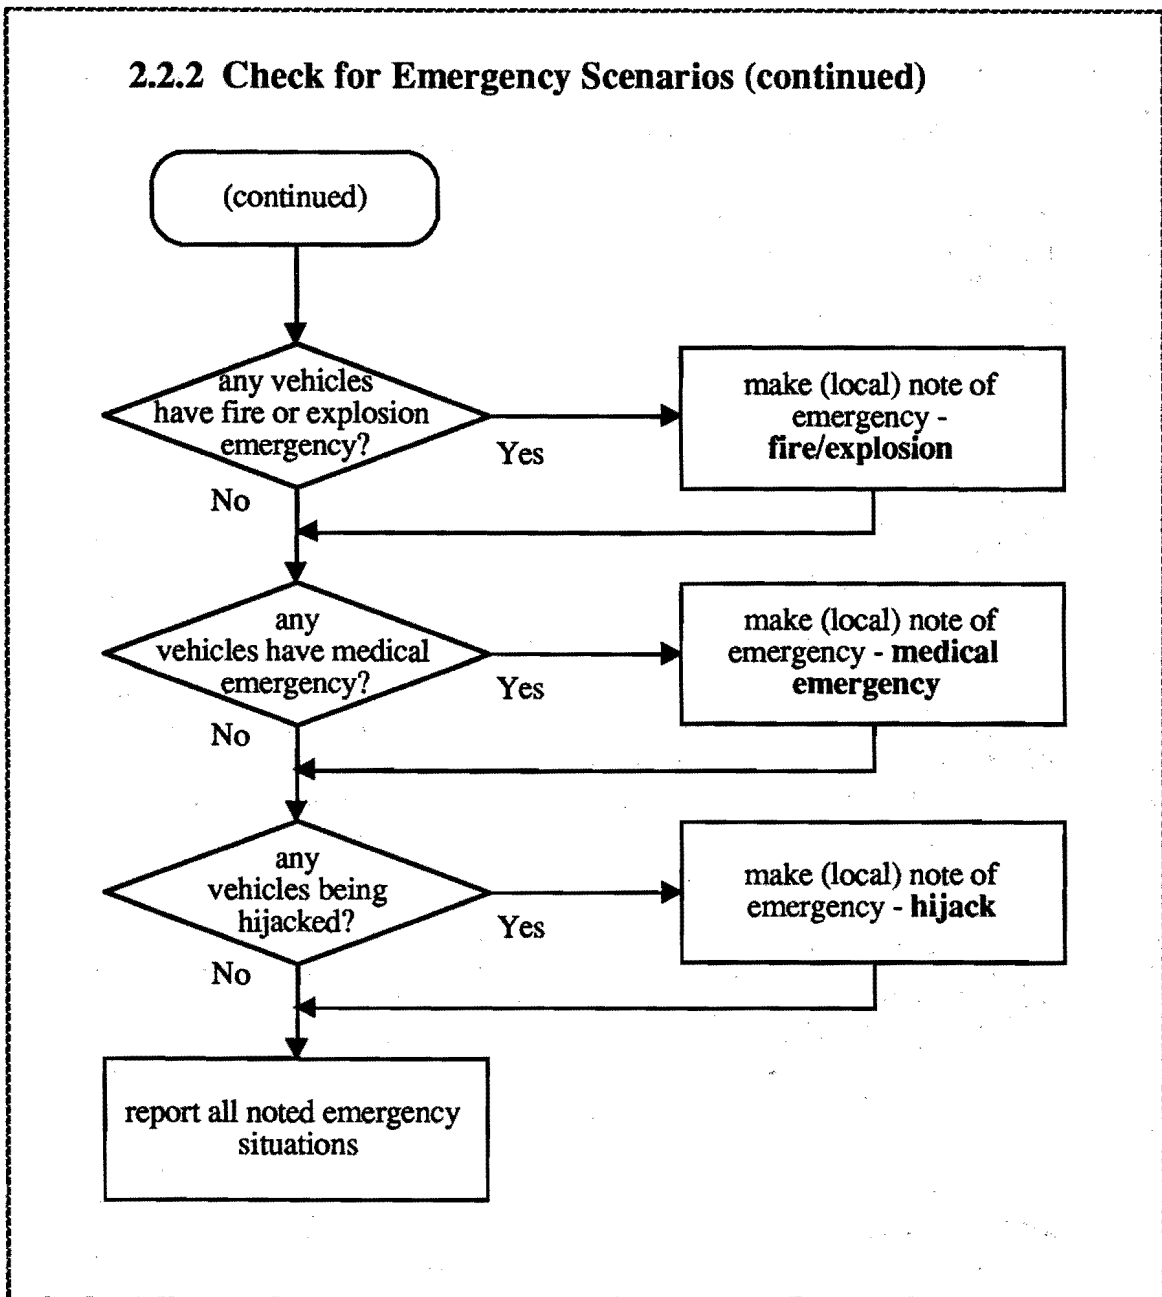 2.2.2 Check for Emergency Scenarios (continued)
(continued)
any vehicles
have fire or explosion
emergency?
Yes
No
make (local) note of
emergency -
fire/explosion
any
vehicles have medical
emergency?
Yes
No
make (local) note of
emergency - medical
emergency
any
vehicles being
hijacked?
Yes
No
make (local) note of
emergency - hijack
report all noted emergency
situations